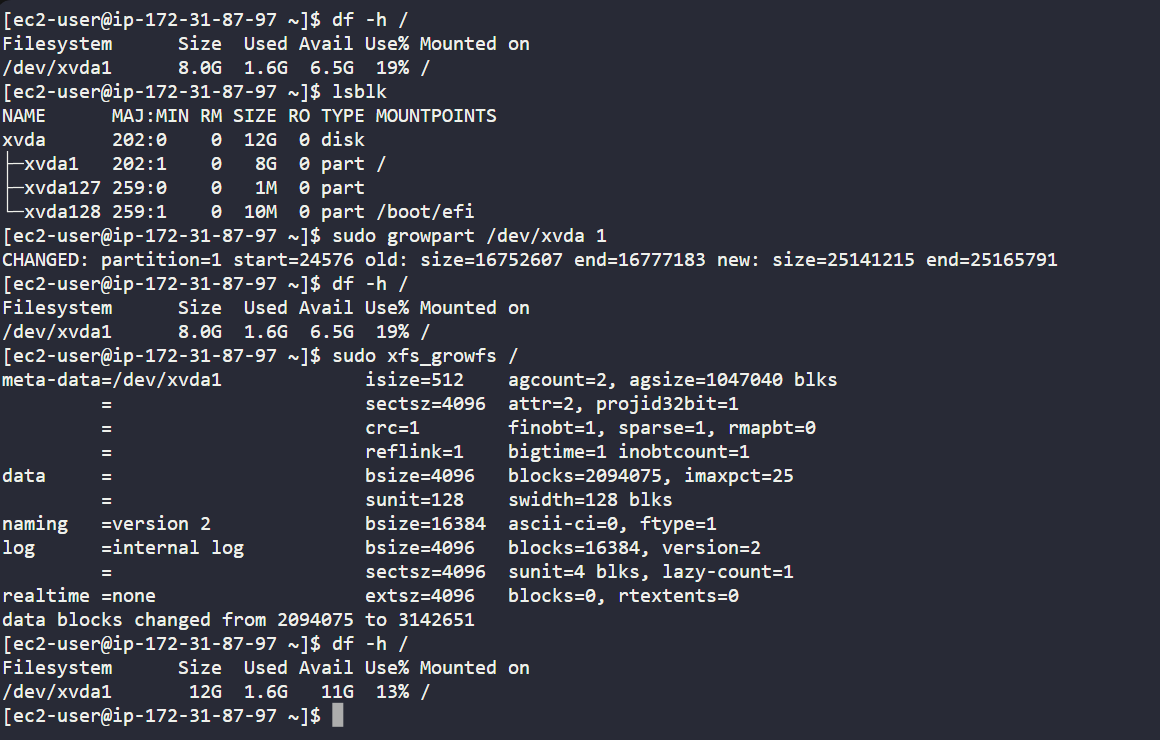 [ec2-user@ip-172-31-87-97 ~]$ df -h /
Filesystem      Size  Used Avail Use% Mounted on
/dev/xvda1      8.0G  1.6G  6.5G  19% /
[ec2-user@ip-172-31-87-97 ~]$ lsblk
NAME      MAJ:MIN RM SIZE RO TYPE MOUNTPOINTS
xvda      202:0    0  12G  0 disk
├─xvda1   202:1    0   8G  0 part /
├─xvda127 259:0    0   1M  0 part
└─xvda128 259:1    0  10M  0 part /boot/efi
[ec2-user@ip-172-31-87-97 ~]$ sudo growpart /dev/xvda 1
CHANGED: partition=1 start=24576 old: size=16752607 end=16777183 new: size=25141215 end=25165791
[ec2-user@ip-172-31-87-97 ~]$ df -h /
Filesystem      Size  Used Avail Use% Mounted on
/dev/xvda1      8.0G  1.6G  6.5G  19% /
[ec2-user@ip-172-31-87-97 ~]$ sudo xfs_growfs /
meta-data=/dev/xvda1             isize=512    agcount=2, agsize=1047040 blks
         =                       sectsz=4096  attr=2, projid32bit=1
         =                       crc=1        finobt=1, sparse=1, rmapbt=0
         =                       reflink=1    bigtime=1 inobtcount=1
data     =                       bsize=4096   blocks=2094075, imaxpct=25
         =                       sunit=128    swidth=128 blks
naming   =version 2              bsize=16384  ascii-ci=0, ftype=1
log      =internal log           bsize=4096   blocks=16384, version=2
         =                       sectsz=4096  sunit=4 blks, lazy-count=1
realtime =none                   extsz=4096   blocks=0, rtextents=0
data blocks changed from 2094075 to 3142651
[ec2-user@ip-172-31-87-97 ~]$ df -h /
Filesystem      Size  Used Avail Use% Mounted on
/dev/xvda1       12G  1.6G   11G  13% /
[ec2-user@ip-172-31-87-97 ~]$